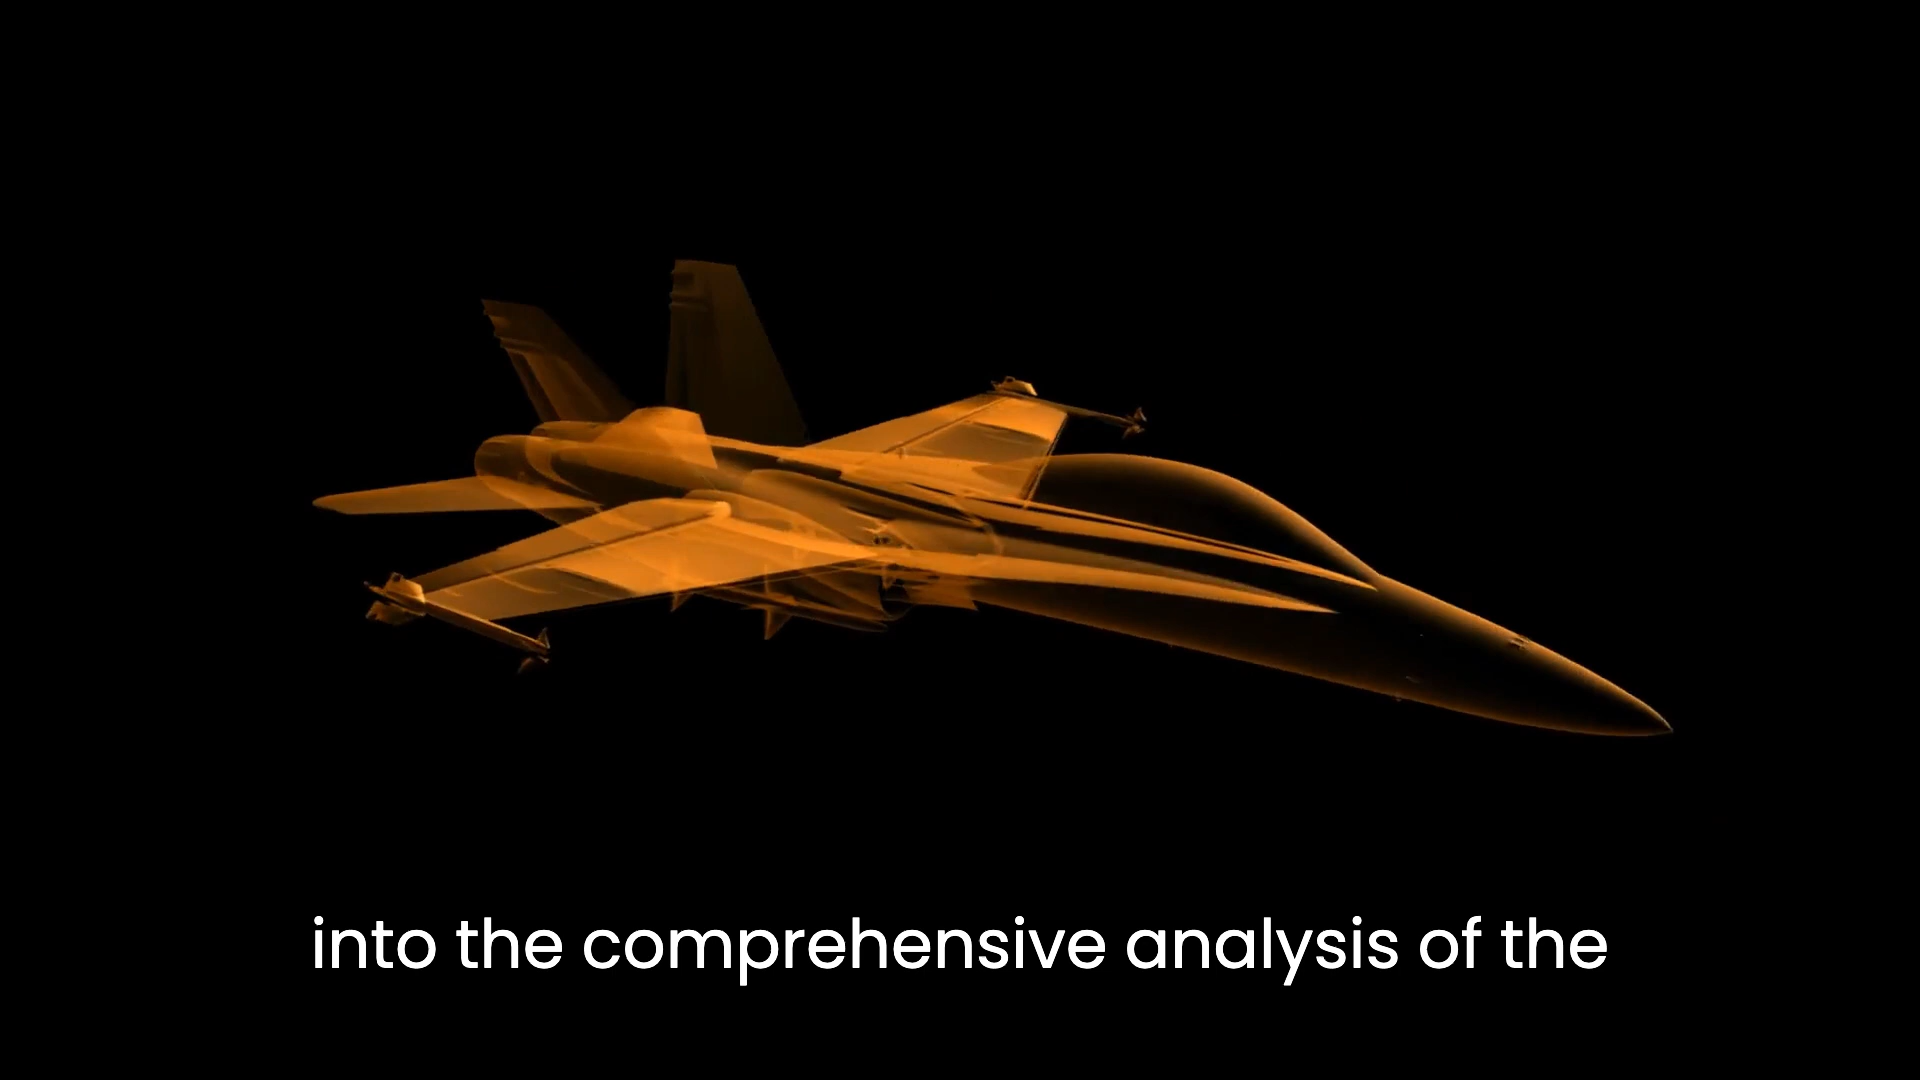 into the comprehensive analysis of the